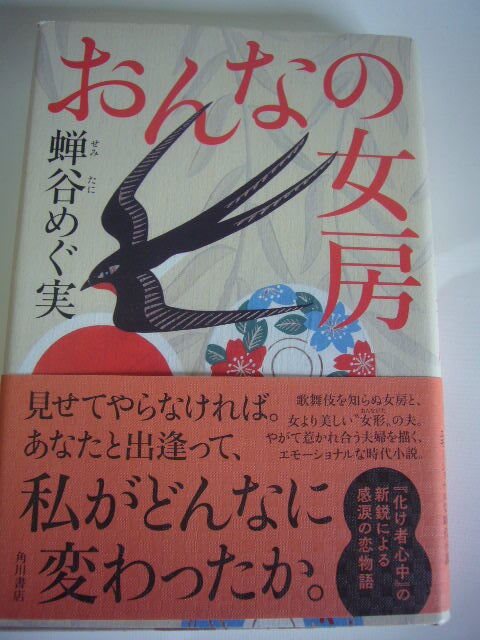 おんなの女房
蝉谷めぐ実
せみ たに
見せてやらなければ。
あなたと出逢って、
私がどんなに
変わったか。
歌舞伎を知らぬ女房と、
女より美しい〝女形〟の夫。
おんながた
やがて惹かれ合う夫婦を描く、
エモーショナルな時代小説。
『化け者心中』の
新鋭による
感涙の恋物語
角川書店